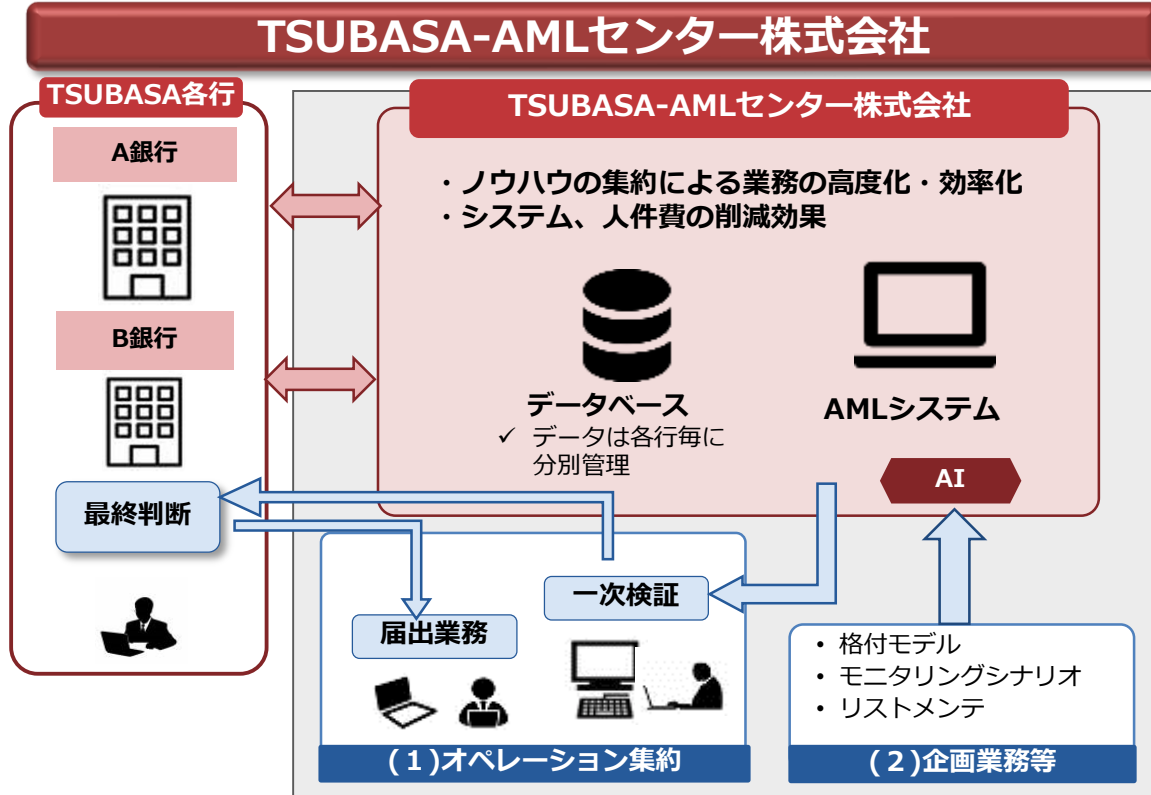 TSUBASA-AMLセンター株式会社
TSUBASA各行
A銀行
B銀行
最終判断
TSUBASA-AMLセンター株式会社
・ノウハウの集約による業務の高度化・効率化
・システム、人件費の削減効果
データベース
✓ データは各行毎に
分別管理
AMLシステム
AI
一次検証
届出業務
(１)オペレーション集約
• 格付モデル
• モニタリングシナリオ
• リストメンテ
(２)企画業務等